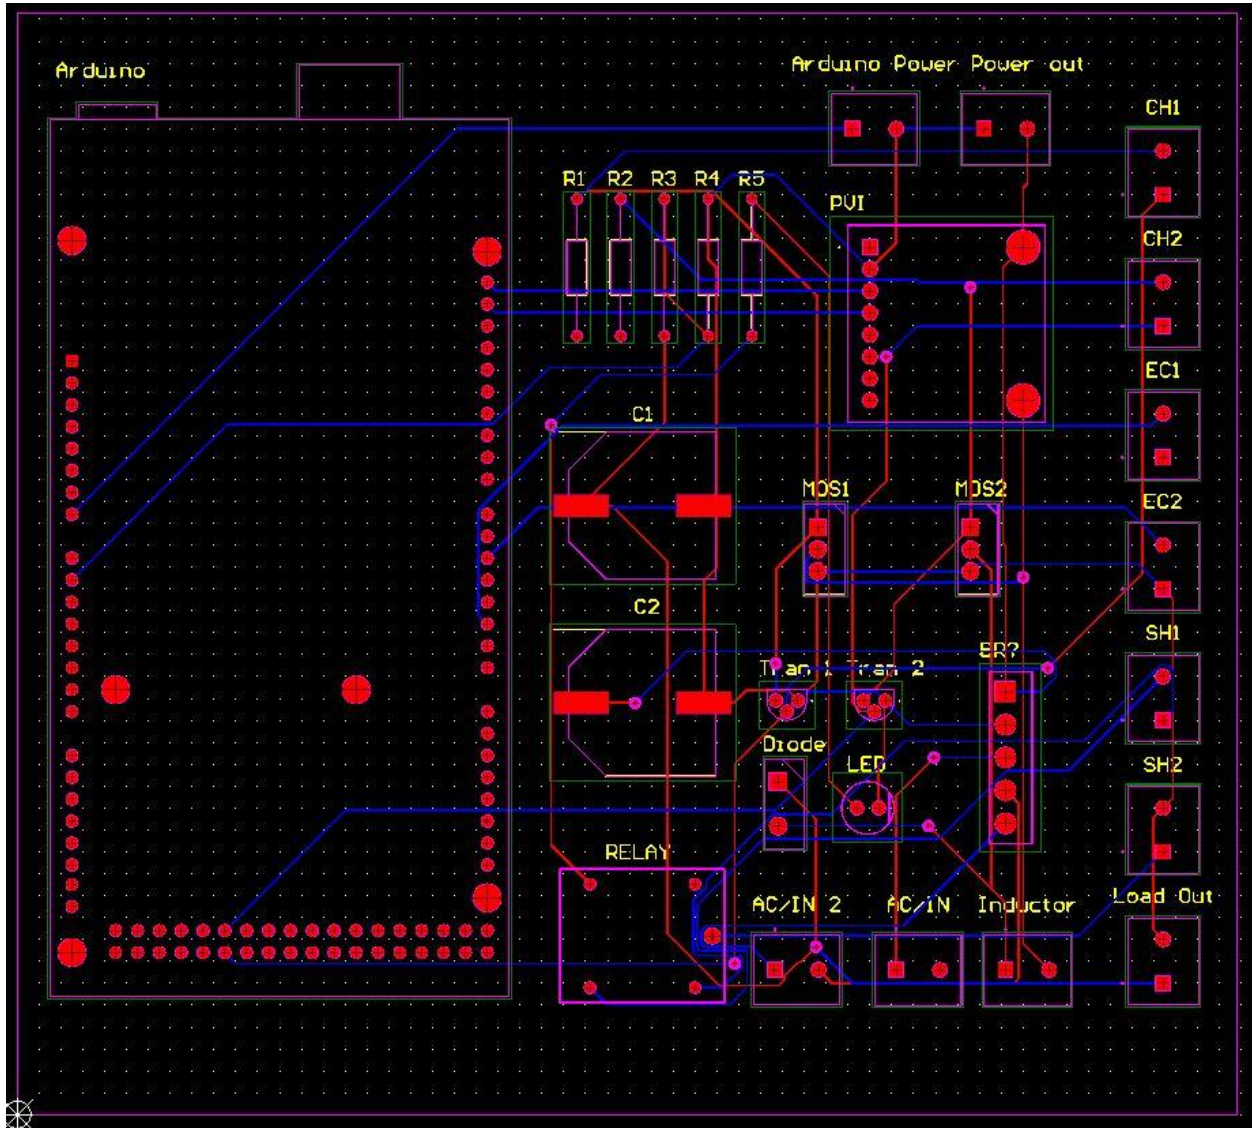 Arduino
Arduino Power Power out
CH1
R1 R2 R3 R4 R5
PVI
CH2
EC1
C1
MOS1
MOS2
EC2
C2
SH1
BR?
Tran 1 Tran 2
Diode
LED
SH2
RELAY
AC/IN 2
AC/IN
Inductor
Load Out